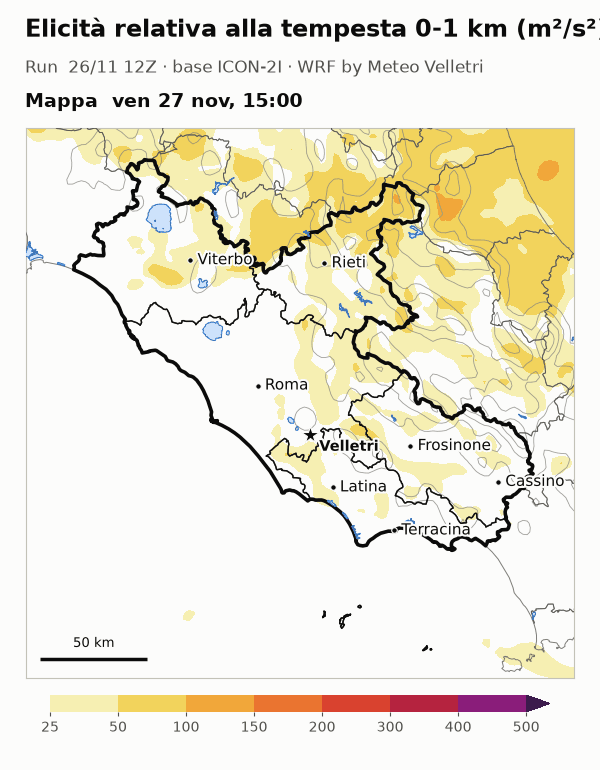 Elicità relativa alla tempesta 0-1 km (m²/s²)
Run  26/11 12Z · base ICON-2I · WRF by Meteo Velletri
Mappa  ven 27 nov, 15:00
Viterbo
Rieti
Roma
Velletri
Frosinone
Cassino
Latina
Terracina
50 km
25 50 100 150 200 300 400 500